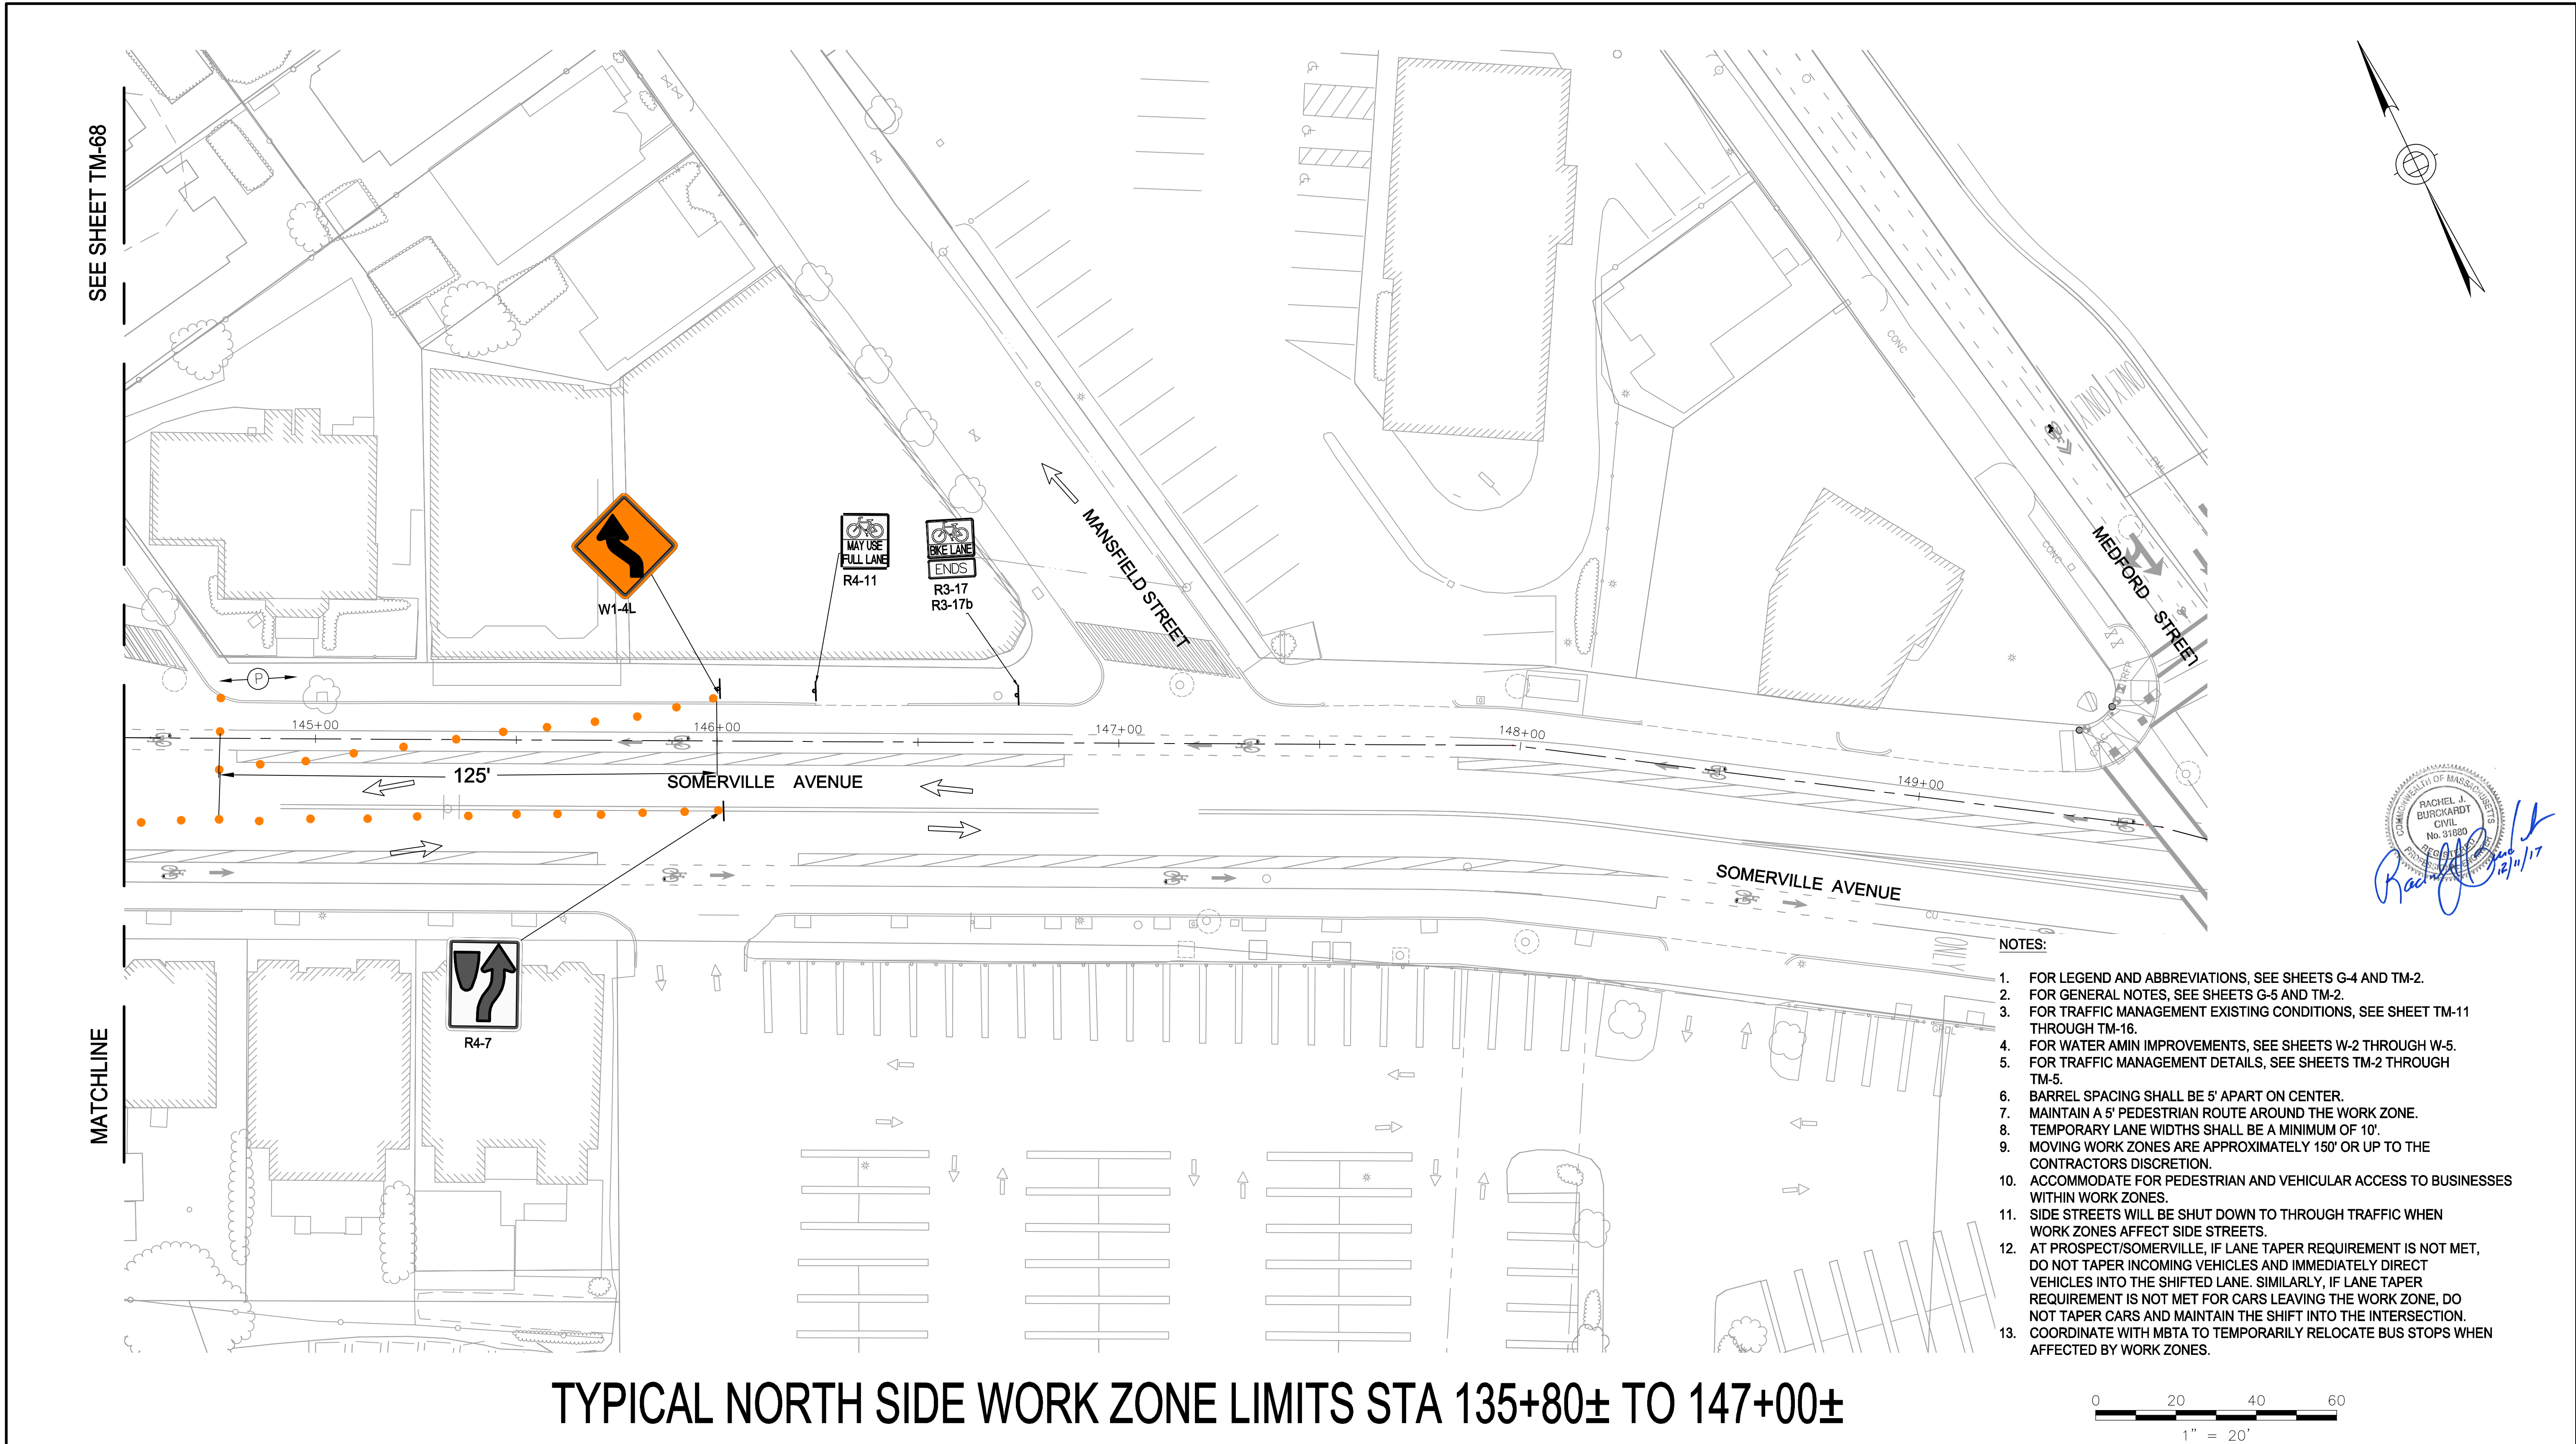 SEE SHEET TM-68
MATCHLINE
W1-4L
MAY USE
FULL LANE
R4-11
BIKE LANE
ENDS
R3-17
R3-17b
MANSFIELD STREET
MEDFORD STREET
CONC
CONC
ONLY ONLY
P
145+00
146+00
147+00
148+00
149+00
125'
SOMERVILLE AVENUE
SOMERVILLE AVENUE
ONLY
R4-7
COMMONWEALTH OF MASSACHUSETTS
RACHEL J.
BURCKARDT
CIVIL
No. 31880
REGISTERED
PROFESSIONAL ENGINEER
12/11/17
NOTES:
1. FOR LEGEND AND ABBREVIATIONS, SEE SHEETS G-4 AND TM-2.
2. FOR GENERAL NOTES, SEE SHEETS G-5 AND TM-2.
3. FOR TRAFFIC MANAGEMENT EXISTING CONDITIONS, SEE SHEET TM-11
THROUGH TM-16.
4. FOR WATER AMIN IMPROVEMENTS, SEE SHEETS W-2 THROUGH W-5.
5. FOR TRAFFIC MANAGEMENT DETAILS, SEE SHEETS TM-2 THROUGH
TM-5.
6. BARREL SPACING SHALL BE 5' APART ON CENTER.
7. MAINTAIN A 5' PEDESTRIAN ROUTE AROUND THE WORK ZONE.
8. TEMPORARY LANE WIDTHS SHALL BE A MINIMUM OF 10'.
9. MOVING WORK ZONES ARE APPROXIMATELY 150' OR UP TO THE
CONTRACTORS DISCRETION.
10. ACCOMMODATE FOR PEDESTRIAN AND VEHICULAR ACCESS TO BUSINESSES
WITHIN WORK ZONES.
11. SIDE STREETS WILL BE SHUT DOWN TO THROUGH TRAFFIC WHEN
WORK ZONES AFFECT SIDE STREETS.
12. AT PROSPECT/SOMERVILLE, IF LANE TAPER REQUIREMENT IS NOT MET,
DO NOT TAPER INCOMING VEHICLES AND IMMEDIATELY DIRECT
VEHICLES INTO THE SHIFTED LANE. SIMILARLY, IF LANE TAPER
REQUIREMENT IS NOT MET FOR CARS LEAVING THE WORK ZONE, DO
NOT TAPER CARS AND MAINTAIN THE SHIFT INTO THE INTERSECTION.
13. COORDINATE WITH MBTA TO TEMPORARILY RELOCATE BUS STOPS WHEN
AFFECTED BY WORK ZONES.
TYPICAL NORTH SIDE WORK ZONE LIMITS STA 135+80± TO 147+00±
0 20 40 60
1" = 20'